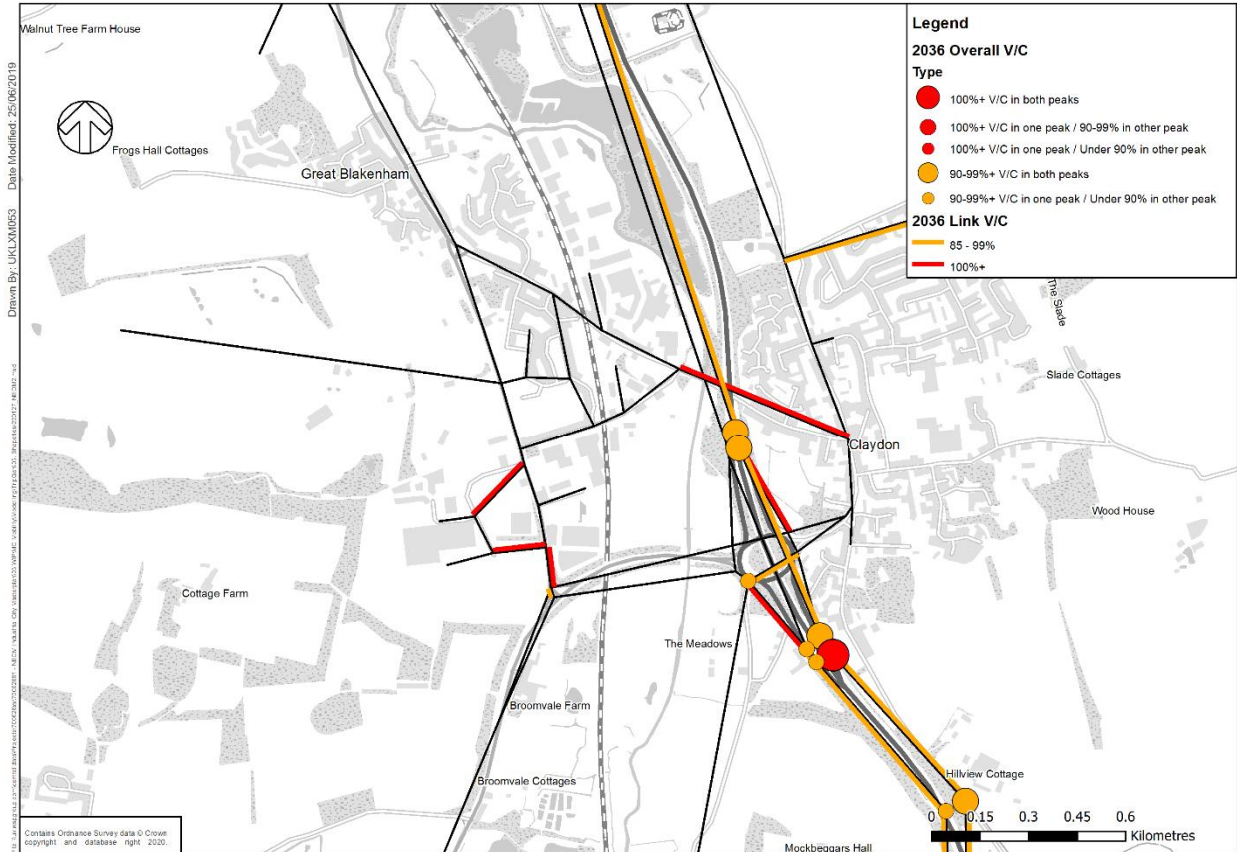 Walnut Tree Farm House
Frogs Hall Cottages
Great Blakenham
Legend
2036 Overall V/C
Type
100%+ V/C in both peaks
100%+ V/C in one peak / 90-99% in other peak
100%+ V/C in one peak / Under 90% in other peak
90-99%+ V/C in both peaks
90-99%+ V/C in one peak / Under 90% in other peak
2036 Link V/C
85 - 99%
100%+
The Slade
Slade Cottages
Claydon
Wood House
Cottage Farm
The Meadows
Broomvale Farm
Broomvale Cottages
Hillview Cottage
Mockbeggars Hall
0 0.15 0.3 0.45 0.6
Kilometres
Date Modified: 25/06/2019
Drawn By: UKLXM053
Contains Ordnance Survey data © Crown
copyright and database right 2020.